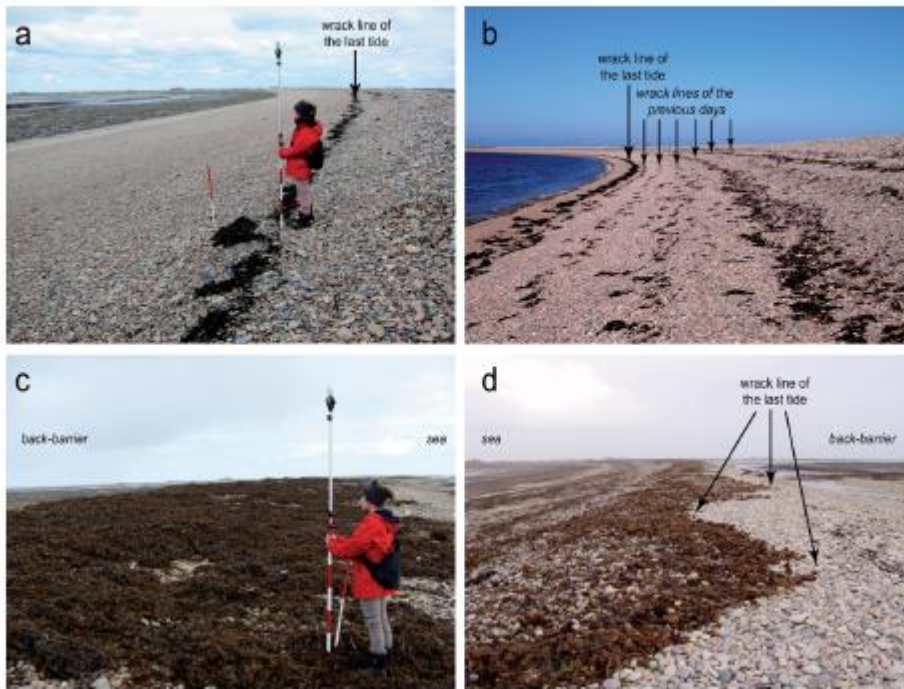 a
wrack line of
the last tide
b
wrack line of
the last tide
wrack lines of the
previous days
c
back-barrier
see
d
wrack line of
the last tide
sea
back-barrier